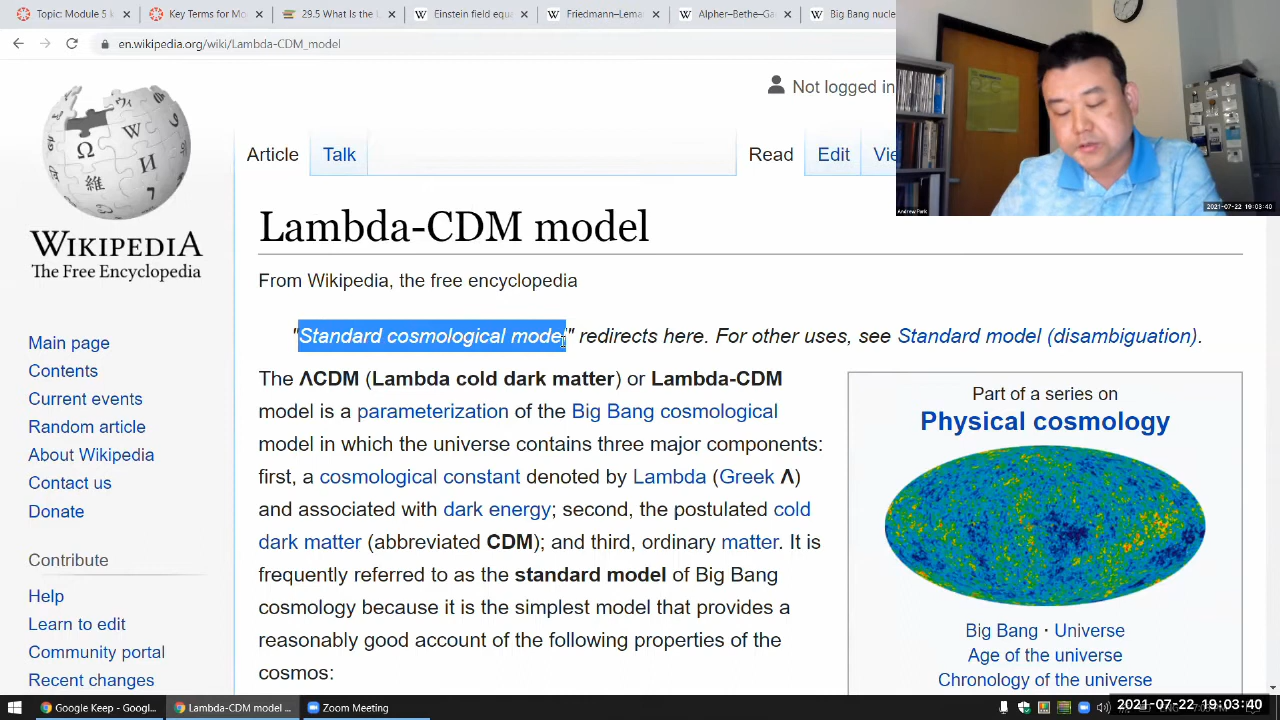 Topic: Module 5
Key Terms for Mo
29.5 What Is the
Einstein field equ
Friedmann–Lema
Alpher–Bethe–Ga
Big Bang nucle
en.wikipedia.org/wiki/Lambda-CDM_model
Not logged in
Article
Talk
Read
Edit
Vie
WIKIPEDIA
The Free Encyclopedia
Main page
Contents
Current events
Random article
About Wikipedia
Contact us
Donate
Contribute
Help
Learn to edit
Community portal
Recent changes
Lambda-CDM model
From Wikipedia, the free encyclopedia
"Standard cosmological model" redirects here. For other uses, see Standard model (disambiguation).
The ΛCDM (Lambda cold dark matter) or Lambda-CDM
model is a parameterization of the Big Bang cosmological
model in which the universe contains three major components:
first, a cosmological constant denoted by Lambda (Greek Λ)
and associated with dark energy; second, the postulated cold
dark matter (abbreviated CDM); and third, ordinary matter. It is
frequently referred to as the standard model of Big Bang
cosmology because it is the simplest model that provides a
reasonably good account of the following properties of the
cosmos:
Part of a series on
Physical cosmology
Big Bang · Universe
Age of the universe
Chronology of the universe
Andrew Park
2021-07-22 19:03:40
Google Keep - Googl...
Lambda-CDM model ...
Zoom Meeting
2021-07-22 19:03:40